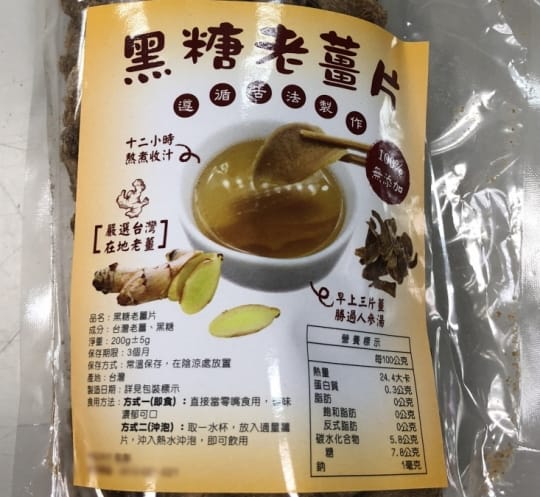 黑糖老薑片
遵循古法製作
十二小時
熬煮收汁
100%
無添加
嚴選台灣
在地老薑
早上三片薑
勝過人參湯
品名：黑糖老薑片
成分：台灣老薑、黑糖
淨重：200g±5g
保存期限：3個月
保存方式：常溫保存，在陰涼處放置
產地：台灣
製造日期：詳見包裝標示
食用方法：方式一(即食)：直接當零嘴食用，味
濃郁可口
方式二(沖泡)：取一水杯，放入適量薑
片，沖入熱水沖泡，即可飲用
營養標示
每100公克
熱量 24.4大卡
蛋白質 0.3公克
脂肪 0公克
飽和脂肪 0公克
反式脂肪 0公克
碳水化合物 5.8公克
糖 7.8公克
鈉 1毫克